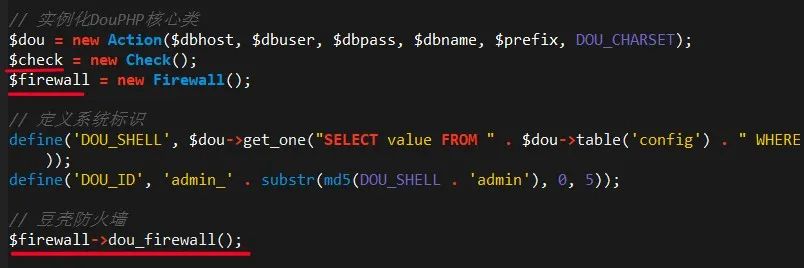 // 实例化DouPHP核心类
$dou = new Action($dbhost, $dbuser, $dbpass, $dbname, $prefix, DOU_CHARSET);
$check = new Check();
$firewall = new Firewall();
// 定义系统标识
define('DOU_SHELL', $dou->get_one("SELECT value FROM " . $dou->table('config') . " WHERE
));
define('DOU_ID', 'admin_' . substr(md5(DOU_SHELL . 'admin'), 0, 5));
// 豆壳防火墙
$firewall->dou_firewall();